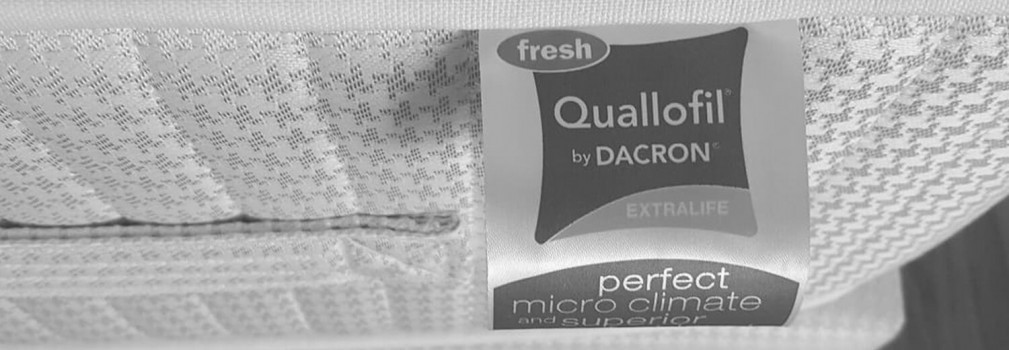 fresh
Quallofil®
by DACRON®
EXTRALIFE
perfect
micro climate
and superior